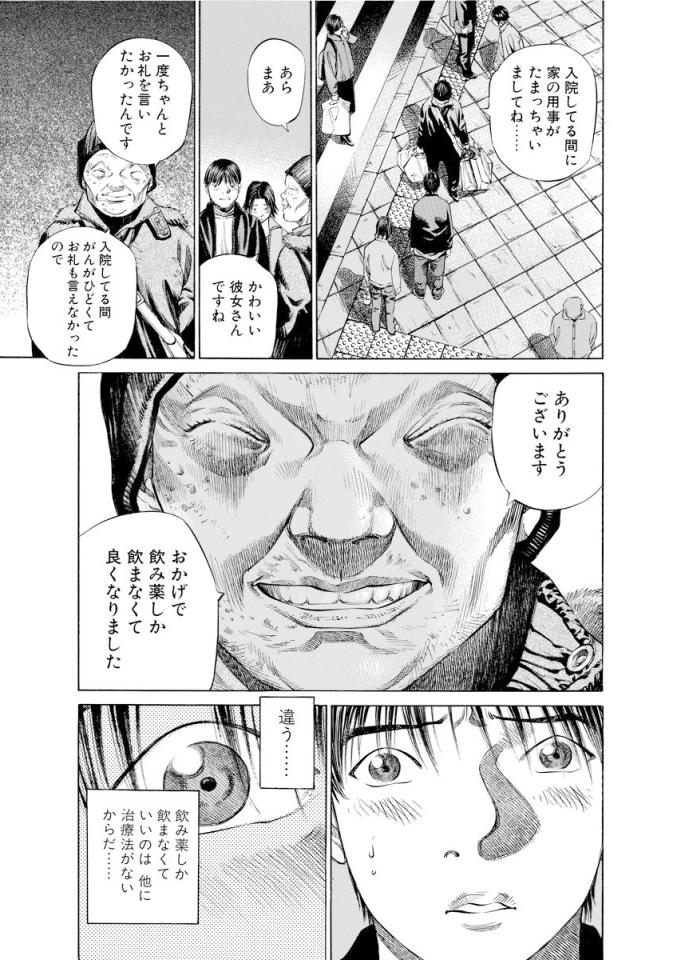 入院してる間に
家の用事が
たまっちゃい
ましてね……
あら
まあ
かわいい
彼女さん
ですね
一度ちゃんと
お礼を言い
たかったんです
入院してる間
がんがひどくて
お礼も言えなかった
ので
ありがとう
ございます
おかげで
飲み薬しか
飲まなくて
良くなりました
違う……
飲み薬しか
飲まなくて
いいのは 他に
治療法がない
からだ……